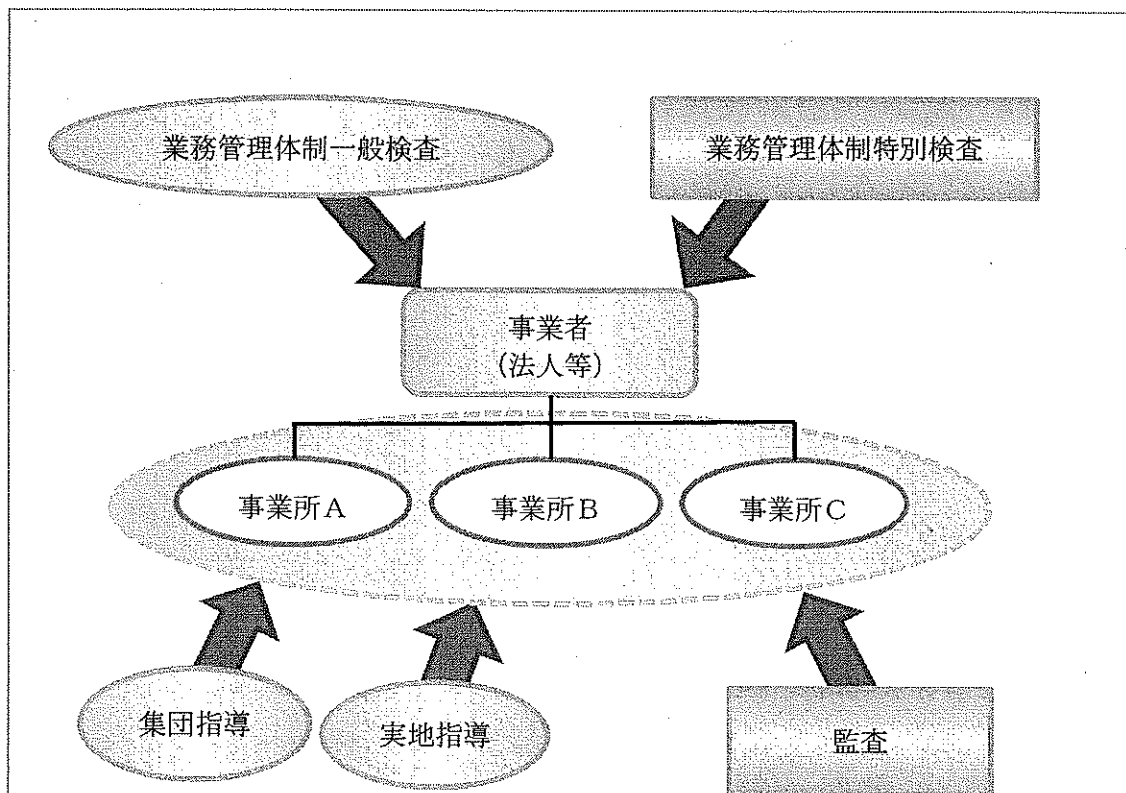 業務管理体制一般検査
業務管理体制特別検査
事業者
(法人等)
事業所A
事業所B
事業所C
集団指導
実地指導
監査